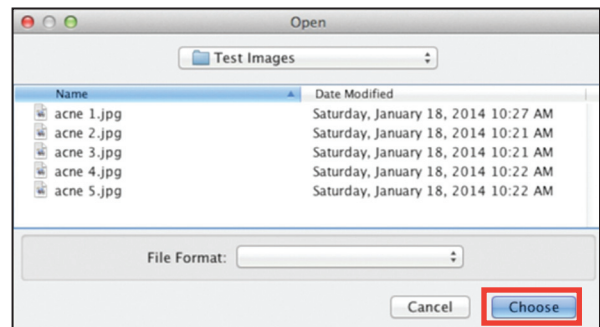 Open
Test Images
Name Date Modified
acne 1.jpg Saturday, January 18, 2014 10:27 AM
acne 2.jpg Saturday, January 18, 2014 10:21 AM
acne 3.jpg Saturday, January 18, 2014 10:21 AM
acne 4.jpg Saturday, January 18, 2014 10:22 AM
acne 5.jpg Saturday, January 18, 2014 10:22 AM
File Format:
Cancel Choose